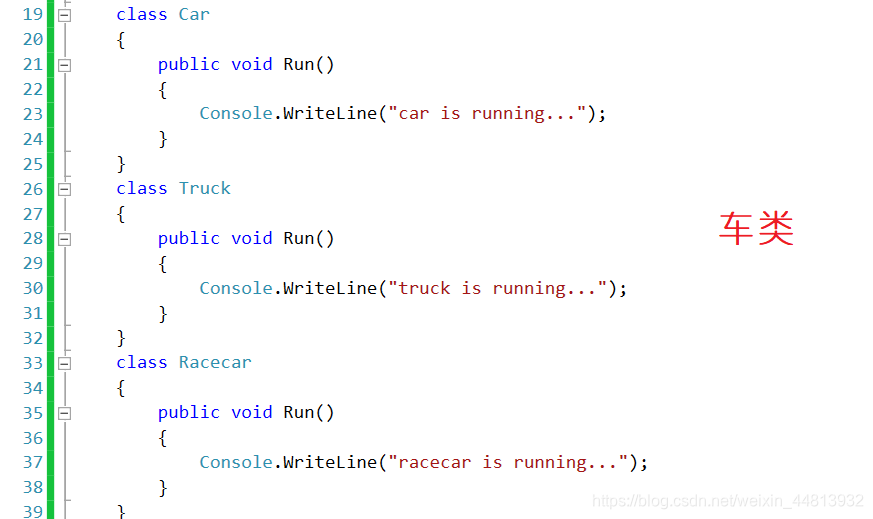 19 class Car
20 {
21 public void Run()
22 {
23 Console.WriteLine("car is running...");
24 }
25 }
26 class Truck
27 {
28 public void Run()
29 {
30 Console.WriteLine("truck is running...");
31 }
32 }
33 class Racecar
34 {
35 public void Run()
36 {
37 Console.WriteLine("racecar is running...");
38 }
39 }
车类
https://blog.csdn.net/weixin_44813932